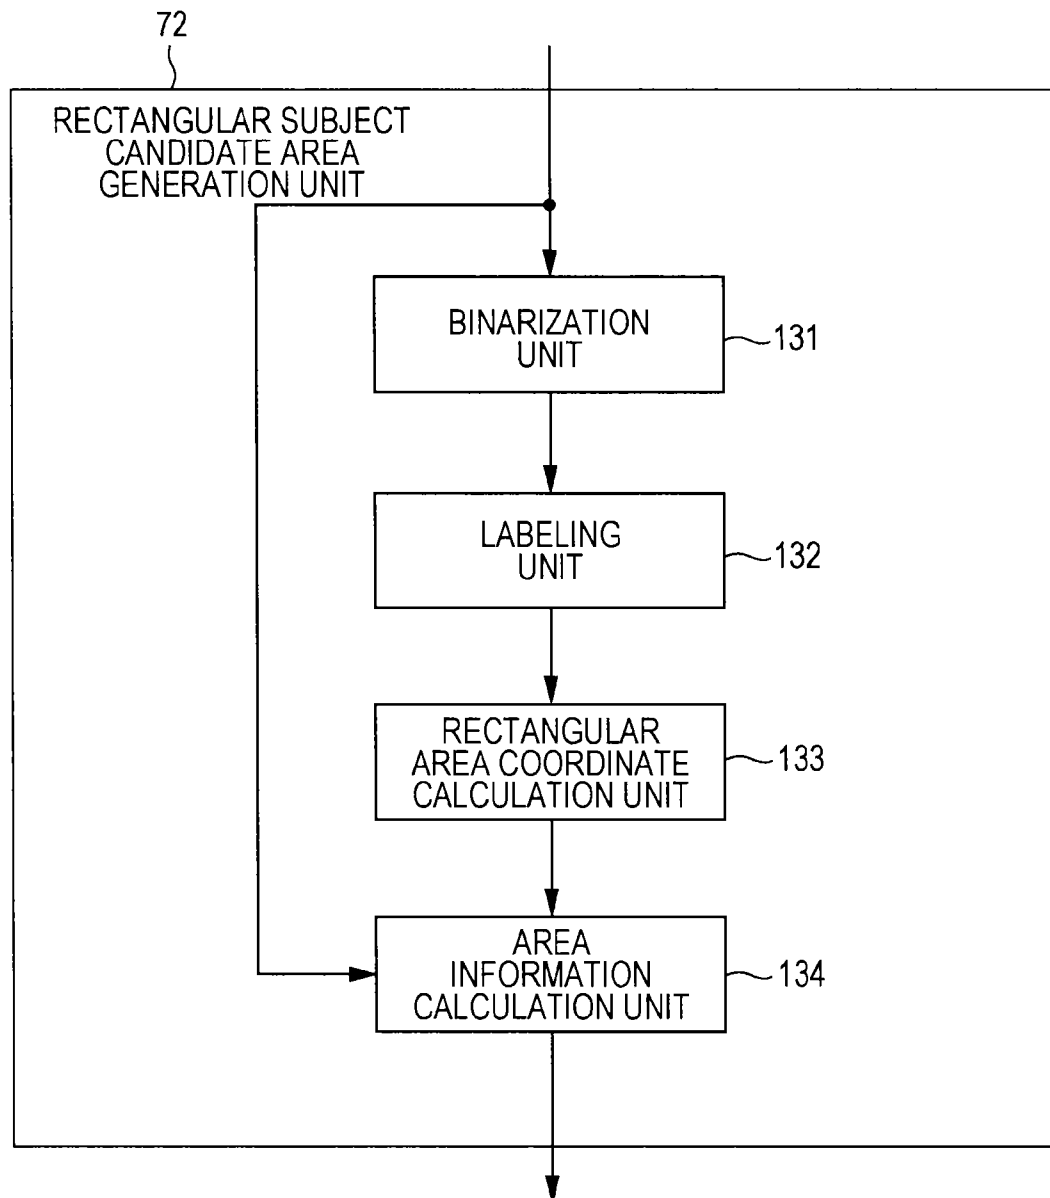 72
RECTANGULAR SUBJECT
CANDIDATE AREA
GENERATION UNIT
BINARIZATION
UNIT
131
LABELING
UNIT
132
RECTANGULAR
AREA COORDINATE
CALCULATION UNIT
133
AREA
INFORMATION
CALCULATION UNIT
134